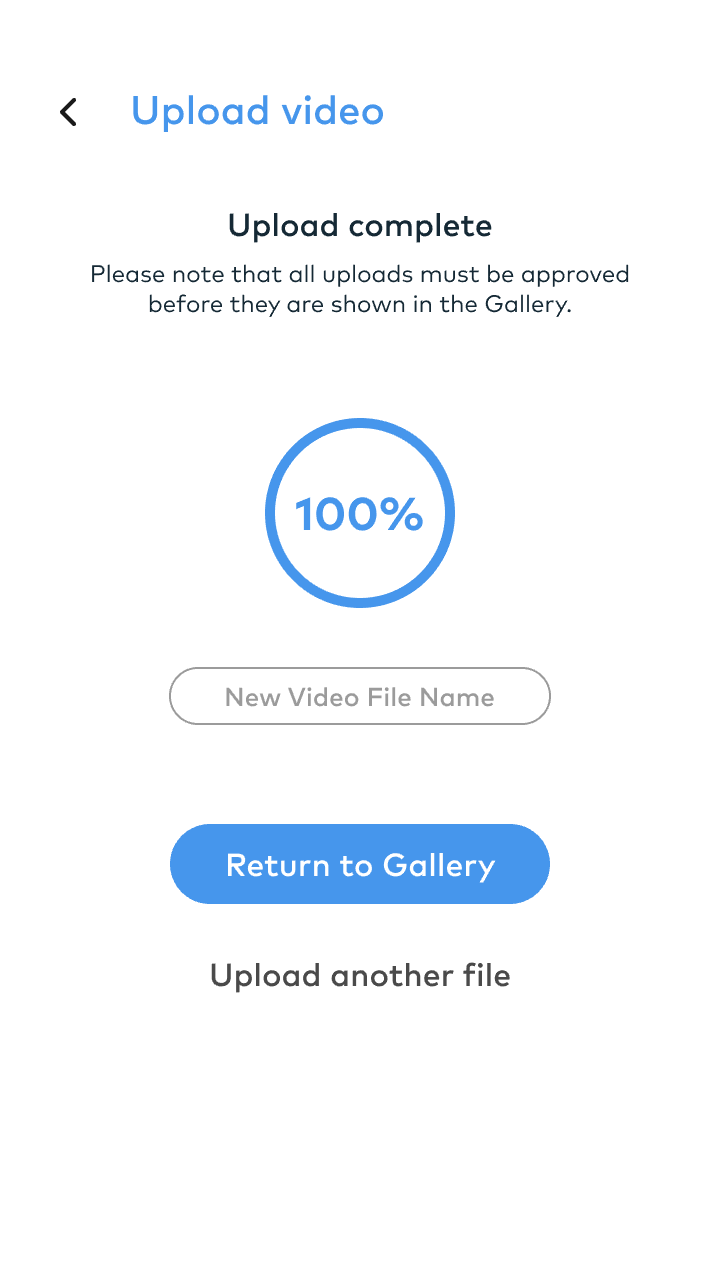 Upload video
Upload complete
Please note that all uploads must be approved
before they are shown in the Gallery.
100%
New Video File Name
Return to Gallery
Upload another file